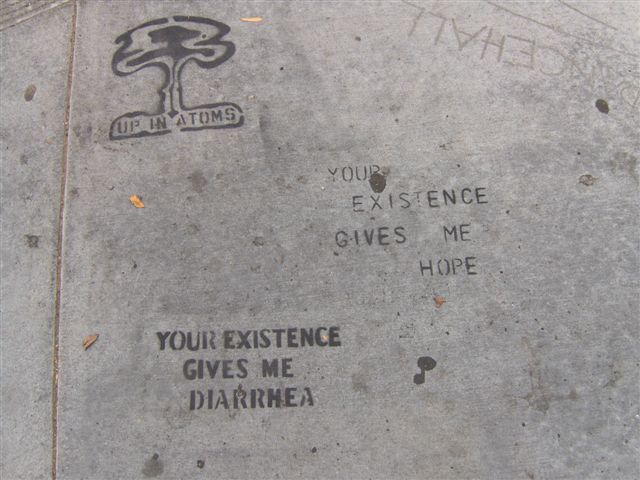 UP IN ATOMS
YOUR
EXISTENCE
GIVES ME
HOPE
YOUR EXISTENCE
GIVES ME
DIARRHEA